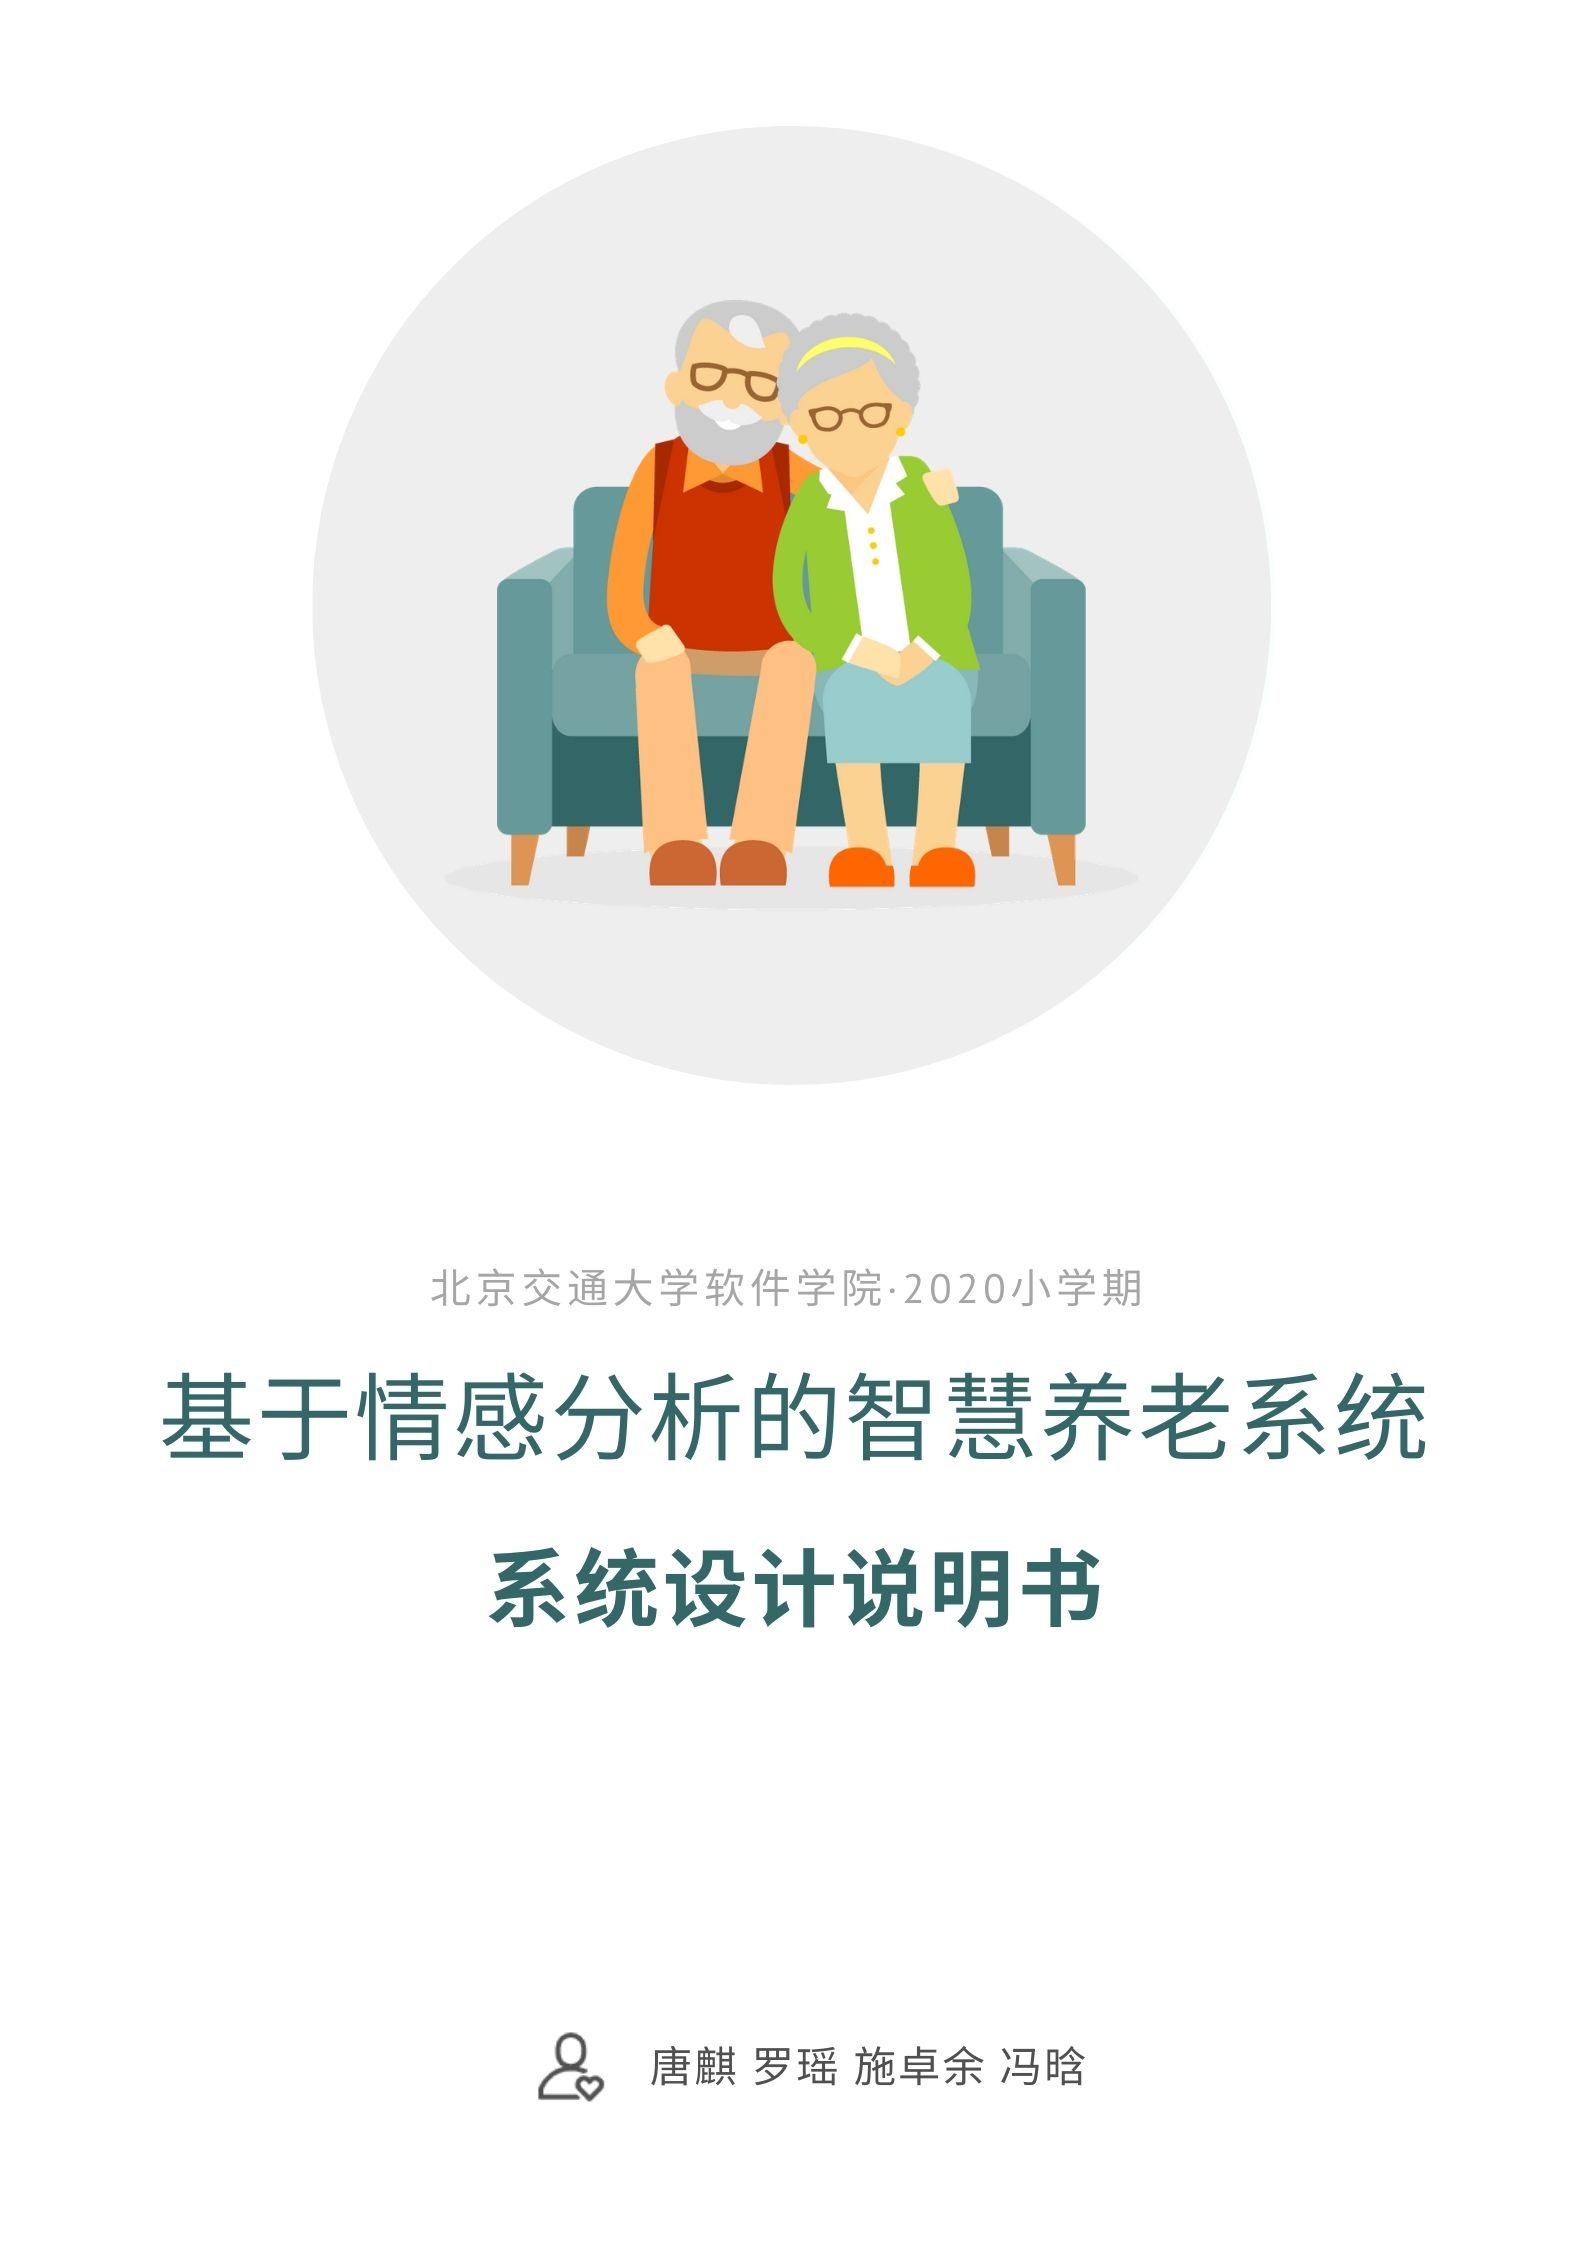 北京交通大学软件学院·2020小学期
基于情感分析的智慧养老系统
系统设计说明书
唐麒 罗瑶 施卓余 冯晗